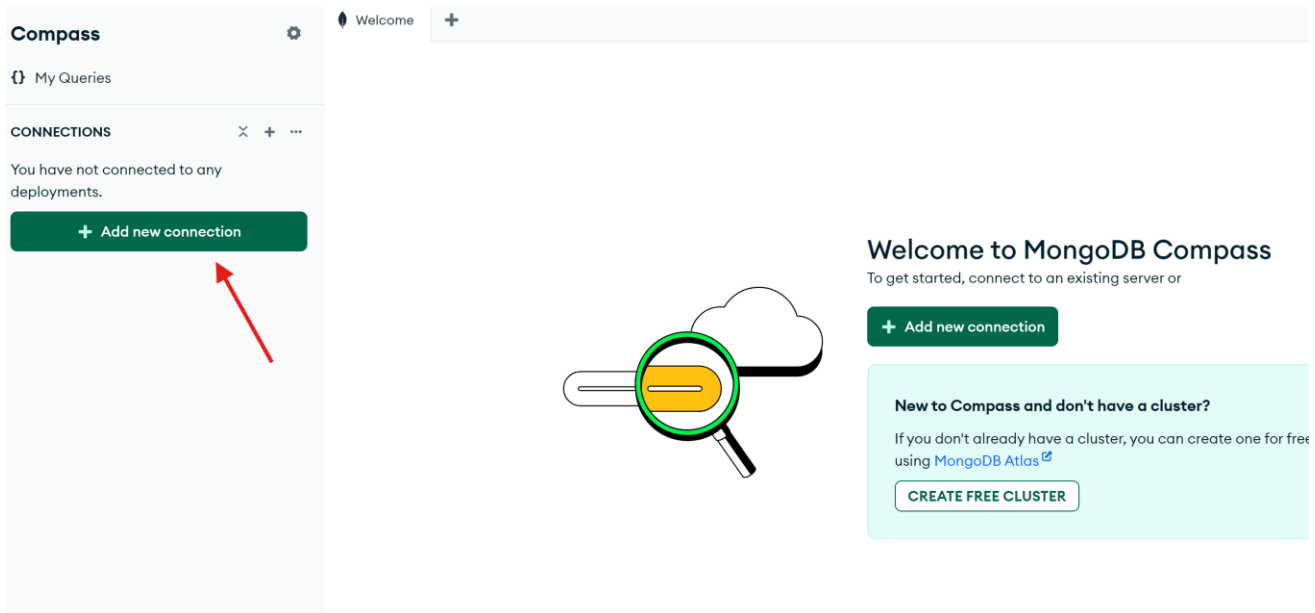 Compass
{} My Queries
CONNECTIONS
You have not connected to any
deployments.
+ Add new connection
Welcome
Welcome to MongoDB Compass
To get started, connect to an existing server or
+ Add new connection
New to Compass and don't have a cluster?
If you don't already have a cluster, you can create one for free
using MongoDB Atlas
CREATE FREE CLUSTER